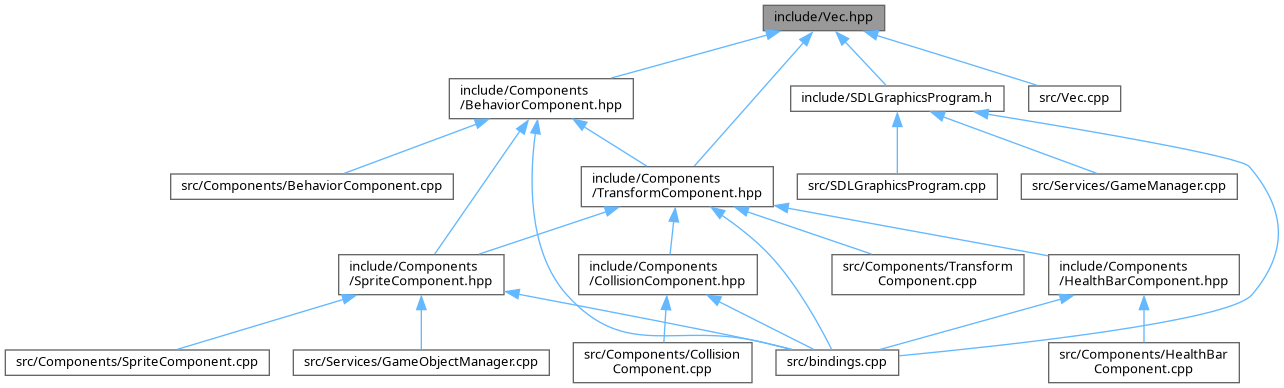 include/Vec.hpp
include/Components
/BehaviorComponent.hpp
include/SDLGraphicsProgram.h
src/Vec.cpp
src/Components/BehaviorComponent.cpp
include/Components
/TransformComponent.hpp
src/SDLGraphicsProgram.cpp
src/Services/GameManager.cpp
include/Components
/SpriteComponent.hpp
include/Components
/CollisionComponent.hpp
src/Components/Transform
Component.cpp
include/Components
/HealthBarComponent.hpp
src/Components/SpriteComponent.cpp
src/Services/GameObjectManager.cpp
src/Components/Collision
Component.cpp
src/bindings.cpp
src/Components/HealthBar
Component.cpp